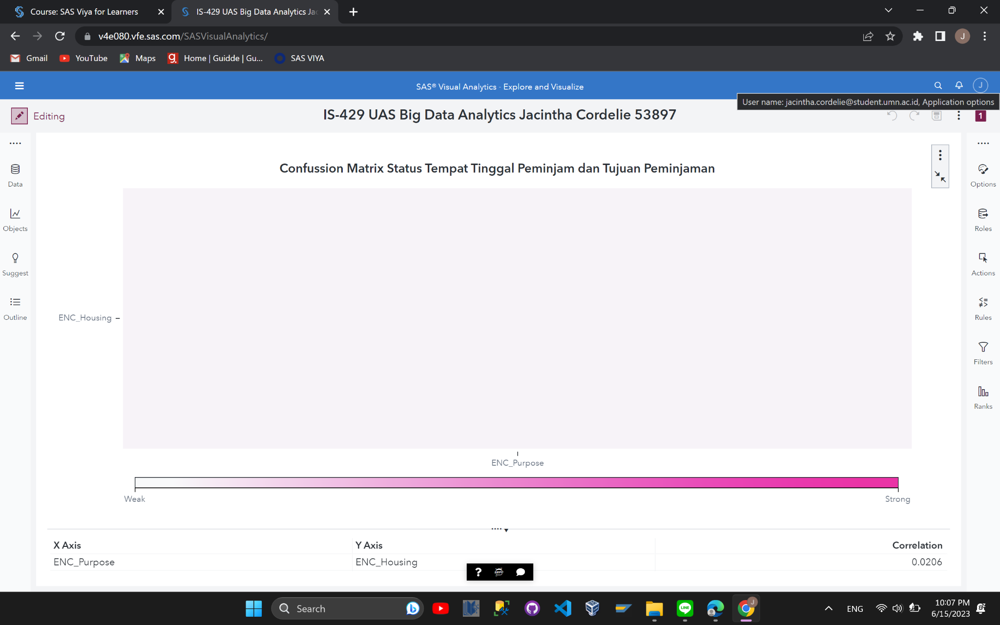 Course: SAS Viya for Learners
IS-429 UAS Big Data Analytics Jac
v4e080.vfe.sas.com/SASVisualAnalytics/
J
Gmail
YouTube
Maps
Home | Guidde | Gu...
SAS VIYA
SAS® Visual Analytics - Explore and Visualize
J
User name: jacintha.cordelie@student.umn.ac.id, Application options
Editing
IS-429 UAS Big Data Analytics Jacintha Cordelie 53897
1
Data
Objects
Suggest
Outline
Confussion Matrix Status Tempat Tinggal Peminjam dan Tujuan Peminjaman
ENC_Housing
ENC_Purpose
Weak
Strong
Options
Roles
Actions
Rules
Filters
Ranks
X Axis Y Axis Correlation
ENC_Purpose ENC_Housing 0.0206
?
jupyter
Search
LINE
J
ENG
10:07 PM
6/15/2023